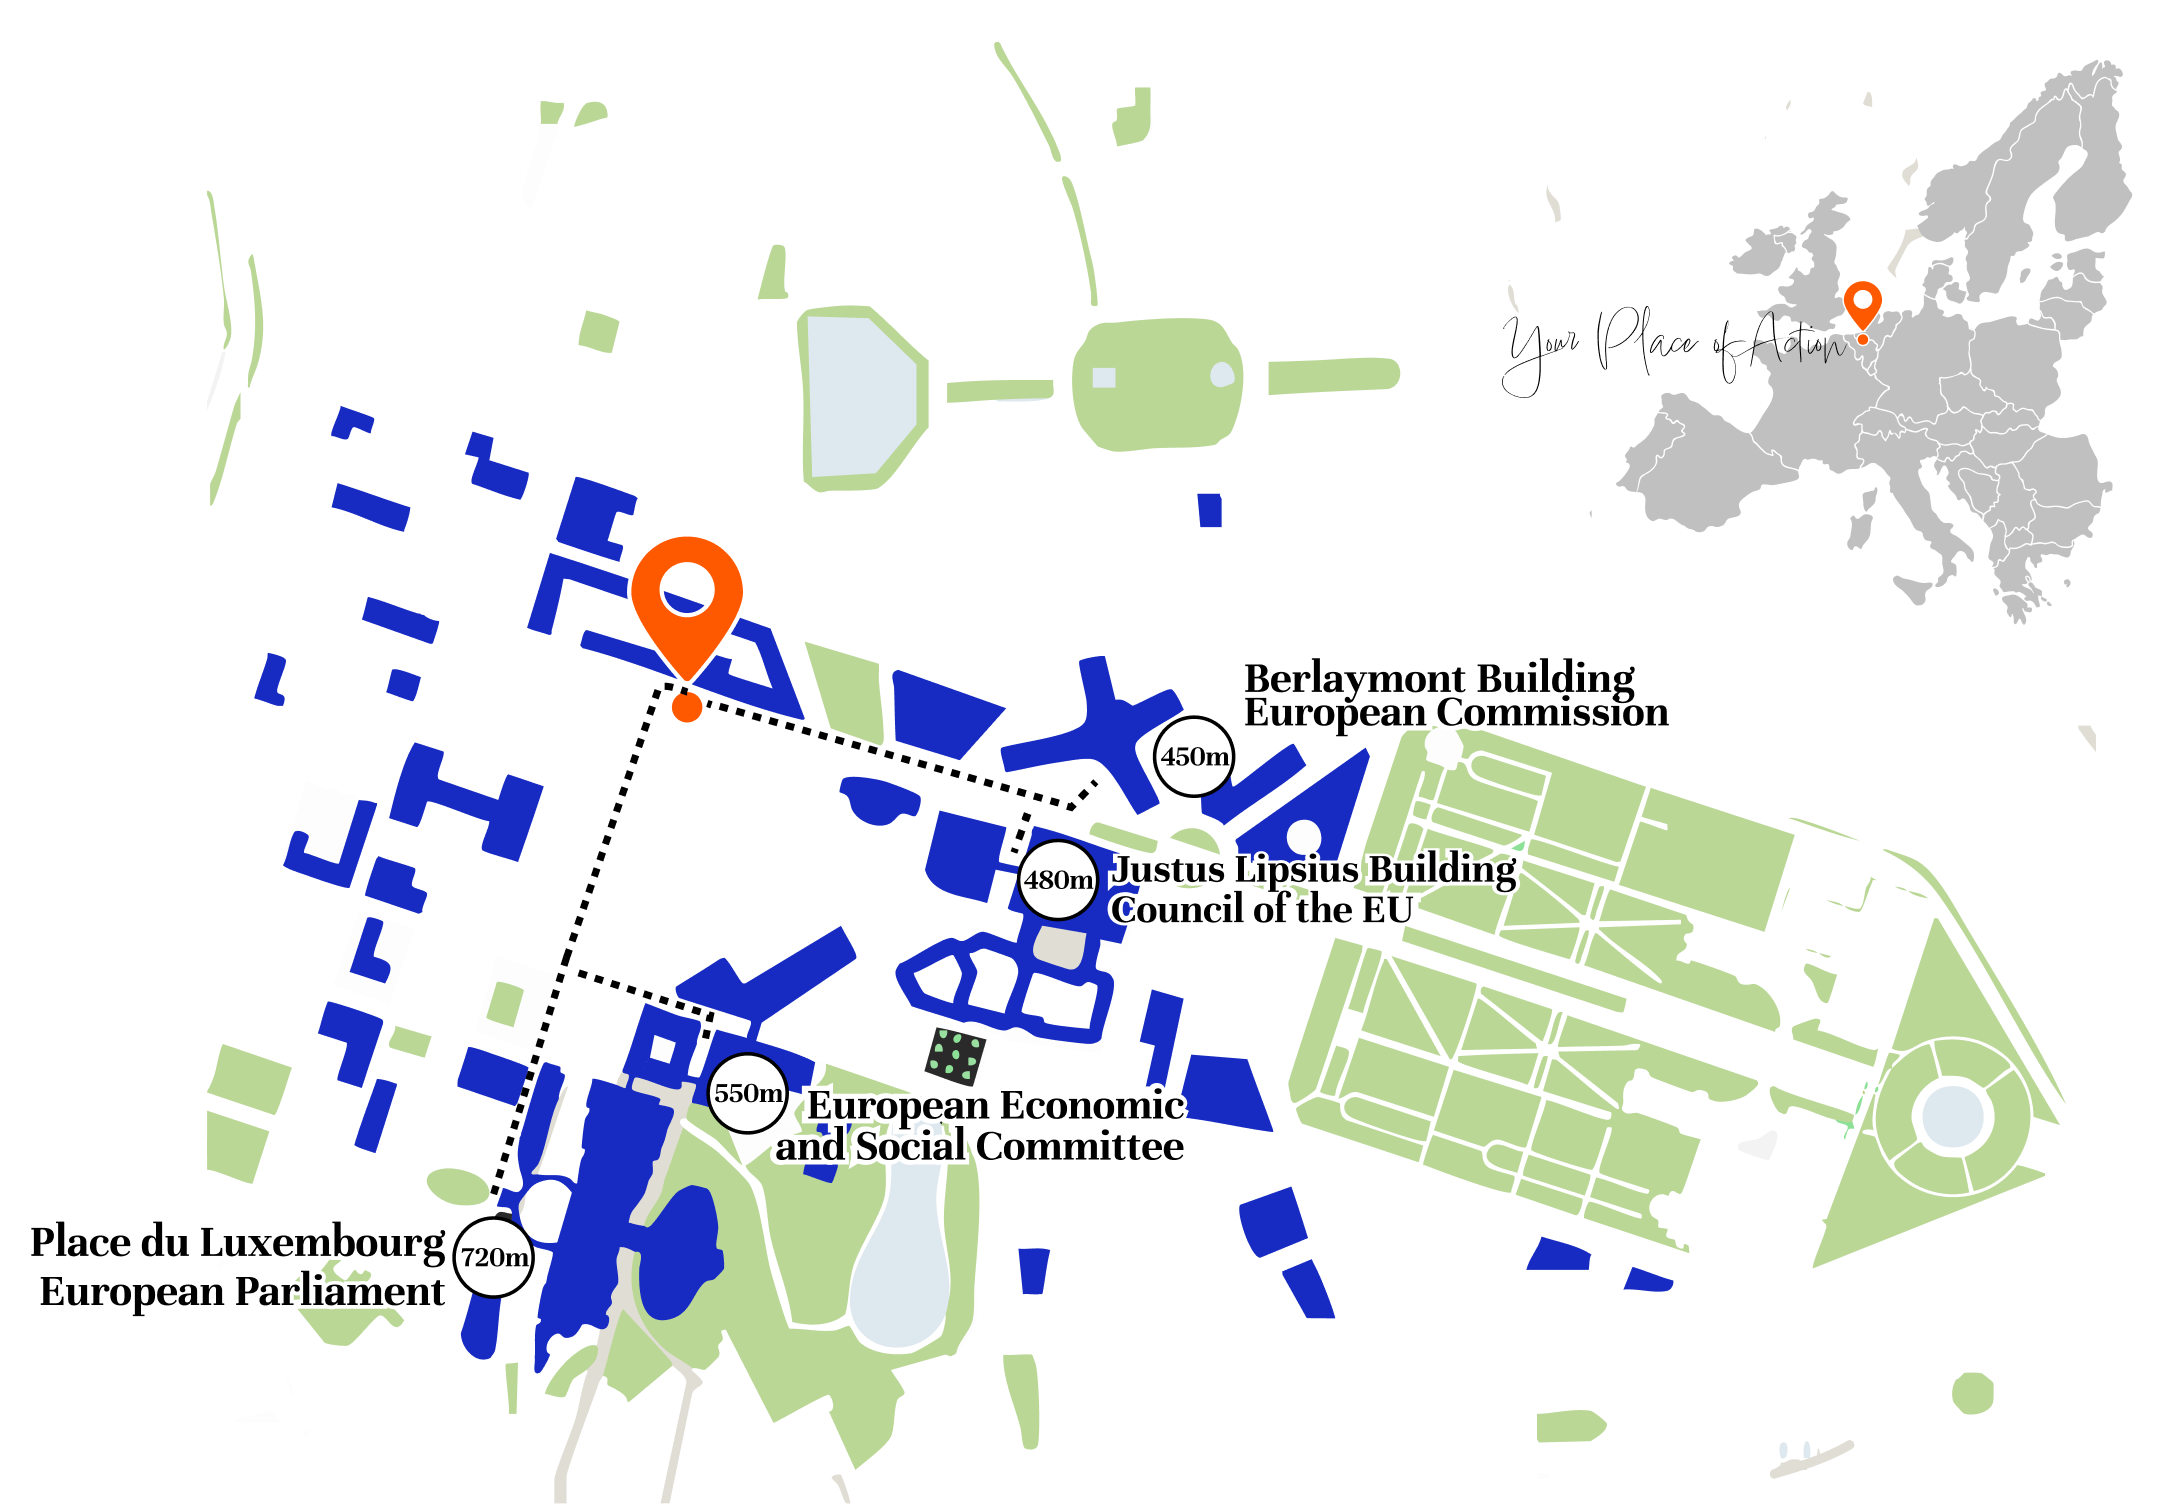 Your Place of Action
Berlaymont Building
European Commission
450m
480m
Justus Lipsius Building
Council of the EU
550m
European Economic
and Social Committee
Place du Luxembourg
European Parliament
720m